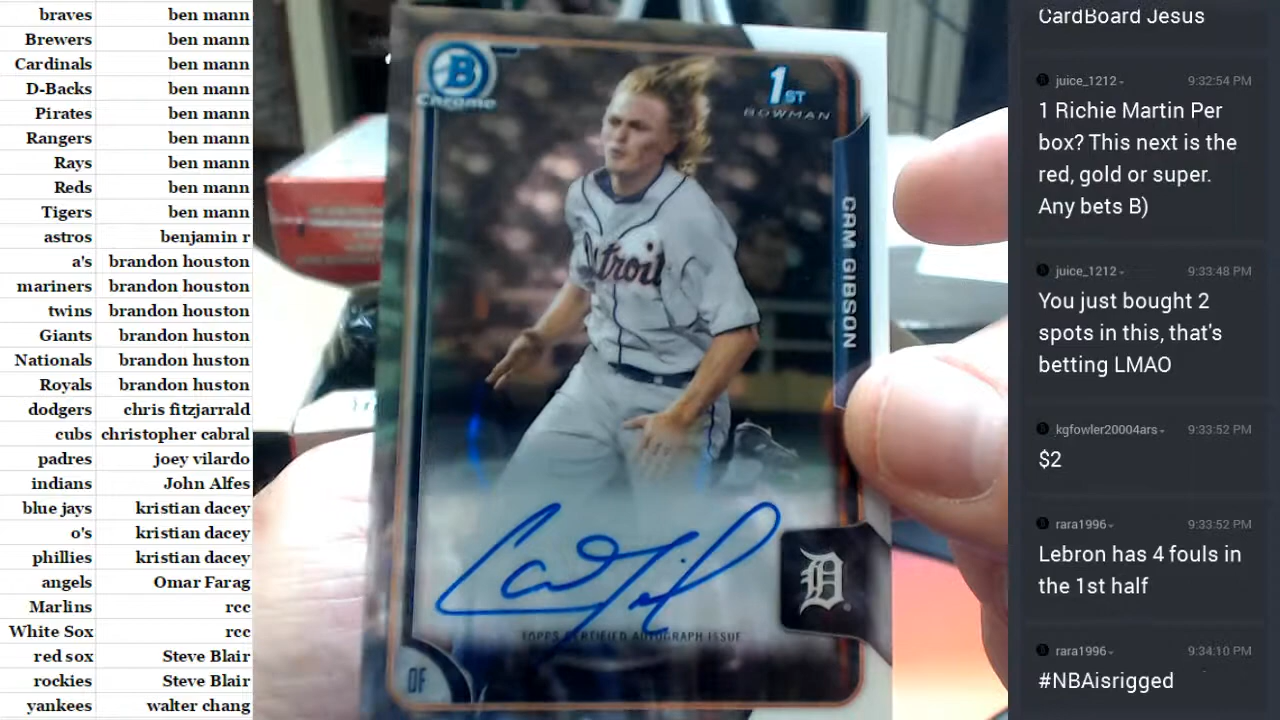 braves ben mann
Brewers ben mann
Cardinals ben mann
D-Backs ben mann
Pirates ben mann
Rangers ben mann
Rays ben mann
Reds ben mann
Tigers ben mann
astros benjamin r
a's brandon houston
mariners brandon houston
twins brandon houston
Giants brandon huston
Nationals brandon huston
Royals brandon huston
dodgers chris fitzjarrald
cubs christopher cabral
padres joey vilardo
indians John Alfes
blue jays kristian dacey
o's kristian dacey
phillies kristian dacey
angels Omar Farag
Marlins rcc
White Sox rcc
red sox Steve Blair
rockies Steve Blair
yankees walter chang
B
Chrome
1ST
BOWMAN
CAM GIBSON
Detroit
D
TOPPS CERTIFIED AUTOGRAPH ISSUE
OF
CardBoard Jesus
juice_1212 9:32:54 PM
1 Richie Martin Per
box? This next is the
red, gold or super.
Any bets B)
juice_1212 9:33:48 PM
You just bought 2
spots in this, that's
betting LMAO
kgfowler20004ars 9:33:52 PM
$2
rara1996 9:33:52 PM
Lebron has 4 fouls in
the 1st half
rara1996 9:34:10 PM
#NBAisrigged